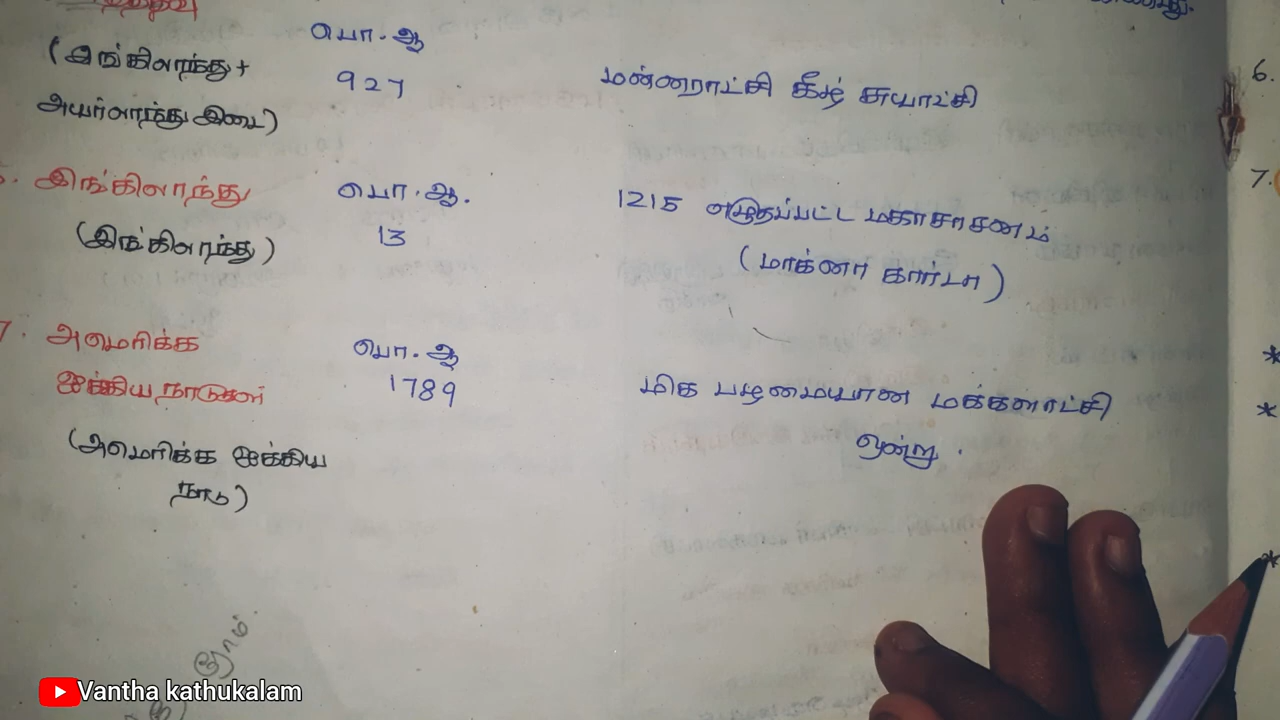 பொ.ஆ
(இங்கிலாந்து+
927
மன்னராட்சி கீழ் சுயாட்சி
அயர்லாந்து இடை)
6.
இங்கிலாந்து
பொ.ஆ.
1215 எழுதப்பட்ட மகாசாசனம்
7.
(இங்கிலாந்து)
13
(மாக்னா கார்டா)
7. அமெரிக்க
பொ.ஆ
*
ஐக்கிய நாடுகள்
1789
மிக பழமையான மக்களாட்சி
*
(அமெரிக்க ஐக்கிய
ஒன்று.
நாடு)
*
Vantha kathukalam